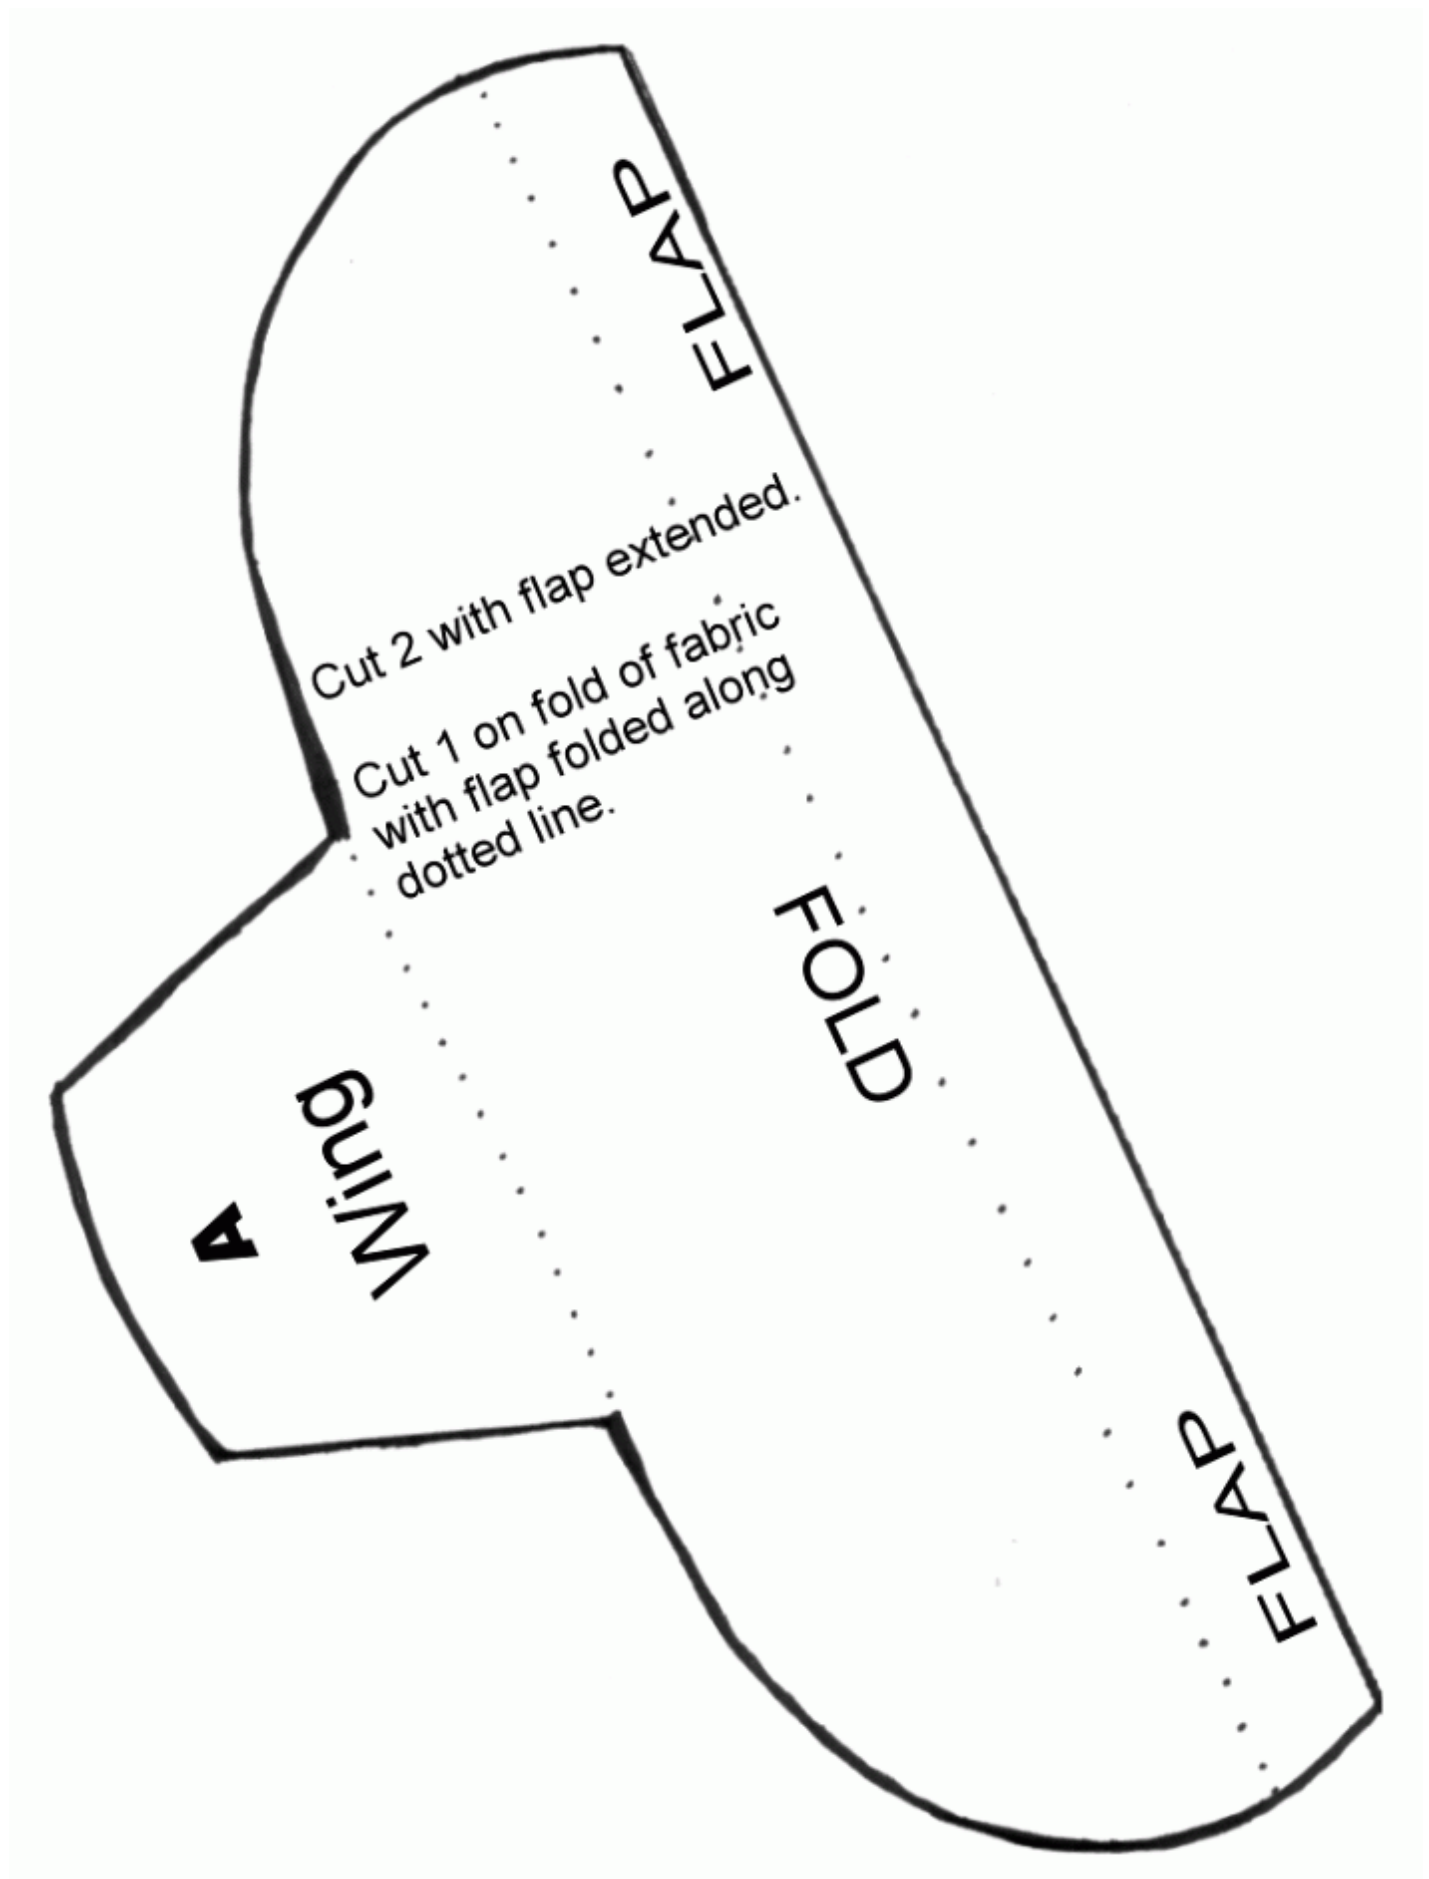 FLAP
Cut 2 with flap extended.
Cut 1 on fold of fabric
with flap folded along
dotted line.
FOLD
Wing
A
FLAP